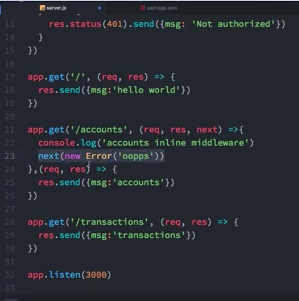 server.js package.json
13 res.status(401).send({msg: 'Not authorized'})
14 }
15 })
16
17 app.get('/', (req, res) => {
18 res.send({msg:'hello world'})
19 })
20
21 app.get('/accounts', (req, res, next) =>{
22 console.log('accounts inline middleware')
23 next(new Error('oopps'))
24 },(req, res) => {
25 res.send({msg:'accounts'})
26 })
27
28 app.get('/transactions', (req, res) => {
29 res.send({msg:'transactions'})
30 })
31
32 app.listen(3000)
33